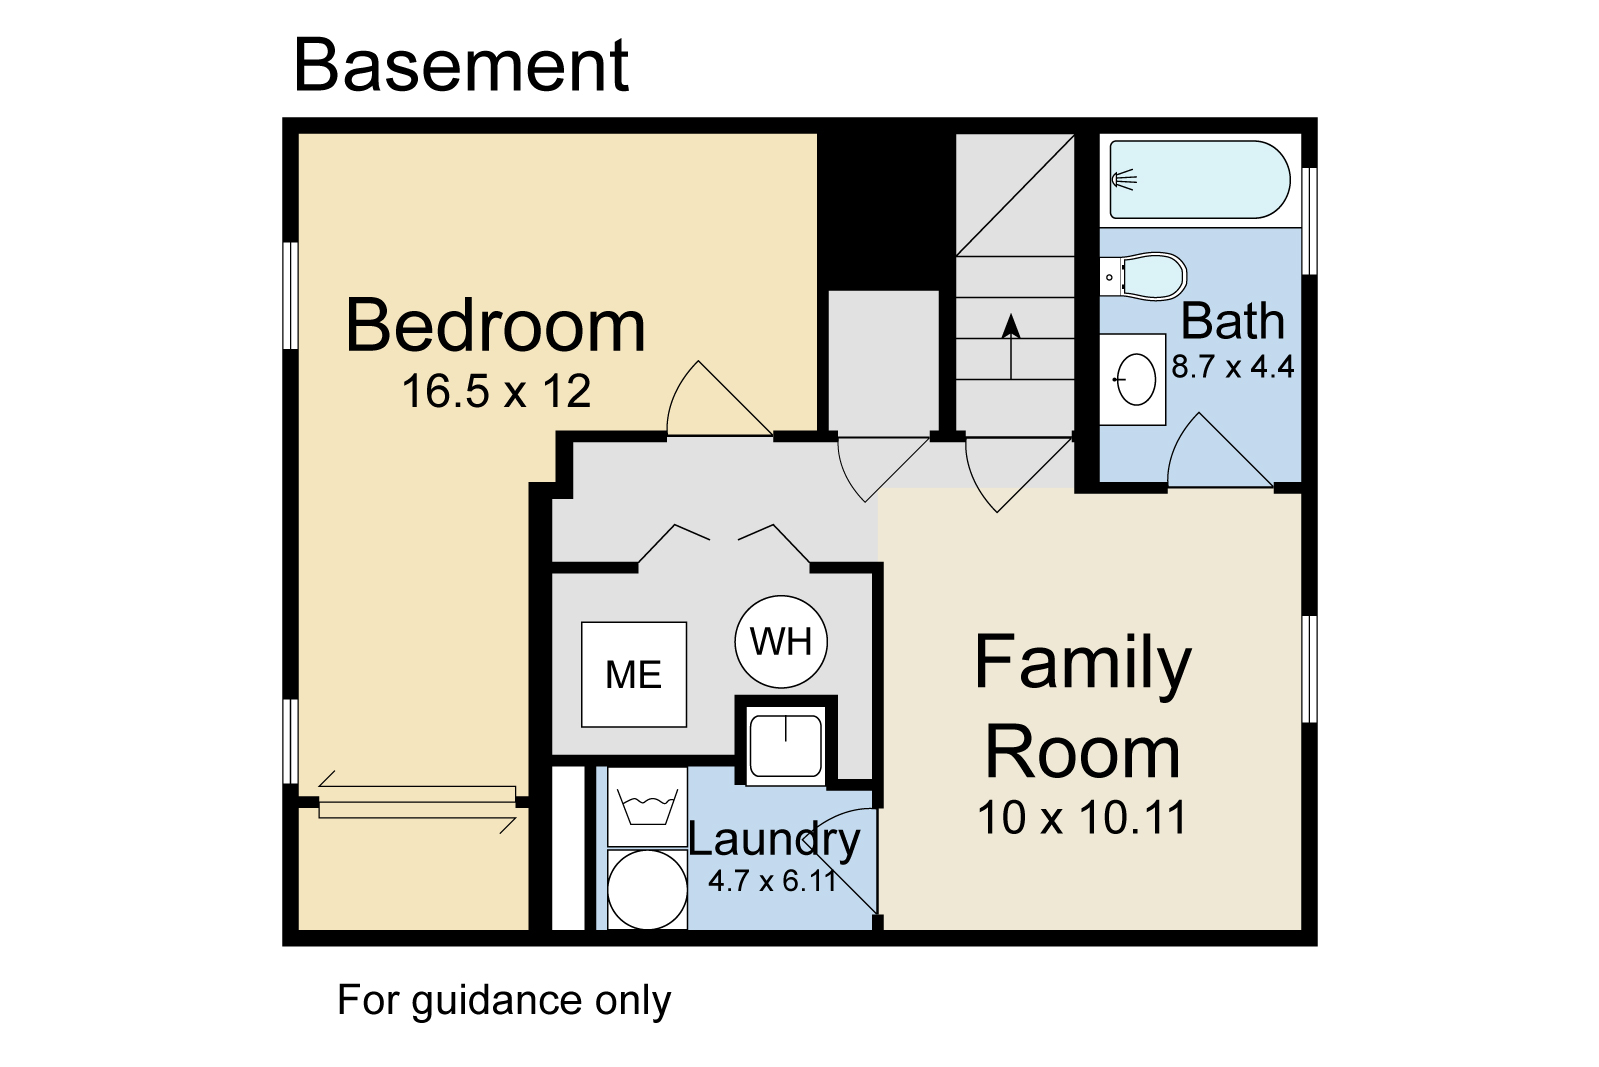 Basement
Bedroom
16.5 x 12
Bath
8.7 x 4.4
ME
WH
Family
Room
10 x 10.11
Laundry
4.7 x 6.11
For guidance only